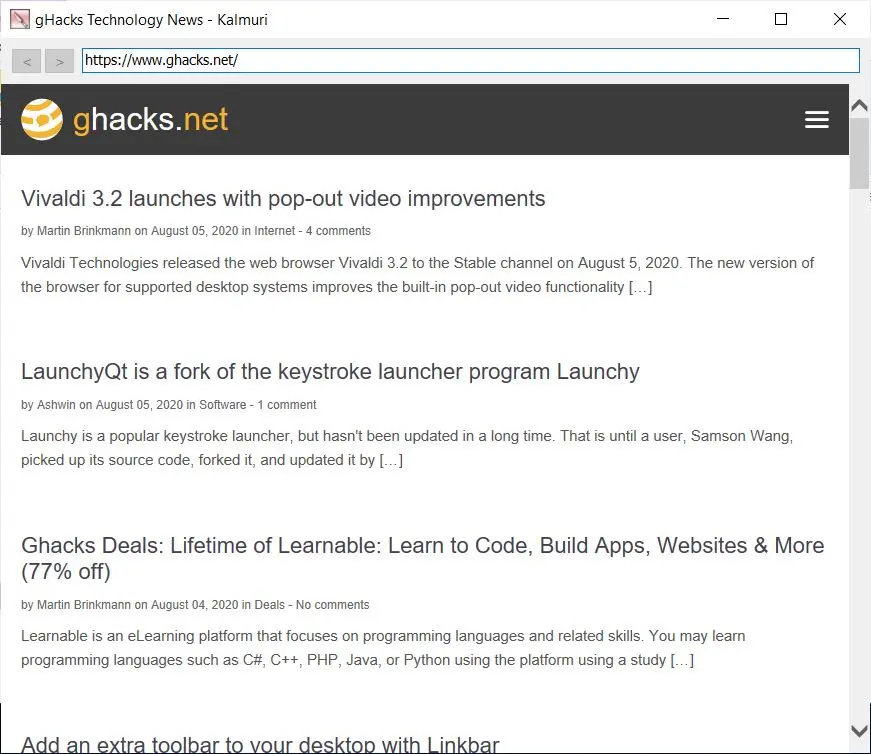 gHacks Technology News - Kalmuri
< > https://www.ghacks.net/
ghacks.net
Vivaldi 3.2 launches with pop-out video improvements
by Martin Brinkmann on August 05, 2020 in Internet - 4 comments
Vivaldi Technologies released the web browser Vivaldi 3.2 to the Stable channel on August 5, 2020. The new version of
the browser for supported desktop systems improves the built-in pop-out video functionality […]
LaunchyQt is a fork of the keystroke launcher program Launchy
by Ashwin on August 05, 2020 in Software - 1 comment
Launchy is a popular keystroke launcher, but hasn't been updated in a long time. That is until a user, Samson Wang,
picked up its source code, forked it, and updated it by […]
Ghacks Deals: Lifetime of Learnable: Learn to Code, Build Apps, Websites & More
(77% off)
by Martin Brinkmann on August 04, 2020 in Deals - No comments
Learnable is an eLearning platform that focuses on programming languages and related skills. You may learn
programming languages such as C#, C++, PHP, Java, or Python using the platform using a study […]
Add an extra toolbar to your desktop with Linkbar